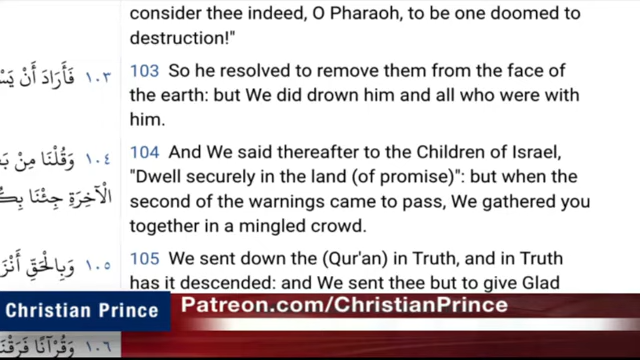 consider thee indeed, O Pharaoh, to be one doomed to
destruction!"
١٠٣ فَأَرَادَ أَنْ
103 So he resolved to remove them from the face of
the earth: but We did drown him and all who were with
him.
١٠٤ وَقُلْنَا مِنْ
الْآخِرَةِ جِئْنَا
104 And We said thereafter to the Children of Israel,
"Dwell securely in the land (of promise)": but when the
second of the warnings came to pass, We gathered you
together in a mingled crowd.
١٠٥ وَبِالْحَقِّ
105 We sent down the (Qur'an) in Truth, and in Truth
has it descended: and We sent thee but to give Glad
Christian Prince
Patreon.com/ChristianPrince
١٠٦ وَقُرْآنًا